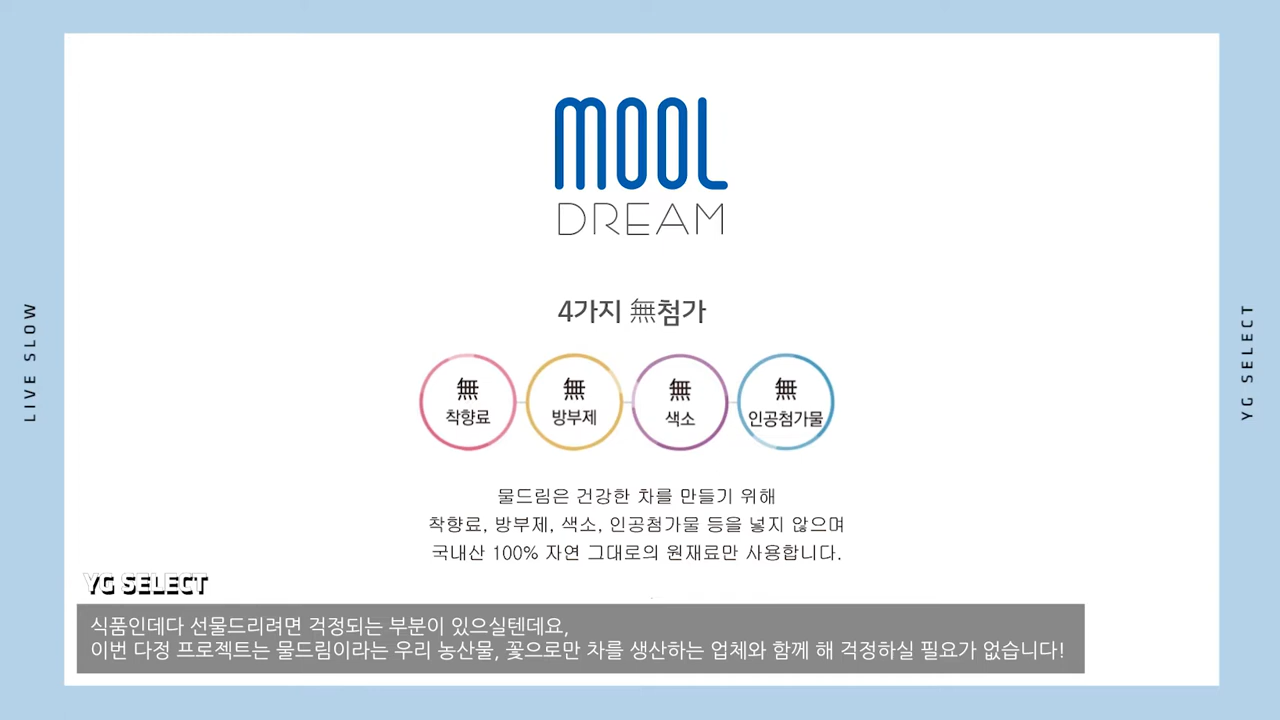 MOOL
DREAM
4가지 無첨가
無
착향료
無
방부제
無
색소
無
인공첨가물
물드림은 건강한 차를 만들기 위해
착향료, 방부제, 색소, 인공첨가물 등을 넣지 않으며
국내산 100% 자연 그대로의 원재료만 사용합니다.
LIVE SLOW
YG SELECT
YG SELECT
식품인데다 선물드리려면 걱정되는 부분이 있으실텐데요,
이번 다정 프로젝트는 물드림이라는 우리 농산물, 꽃으로만 차를 생산하는 업체와 함께 해 걱정하실 필요가 없습니다!